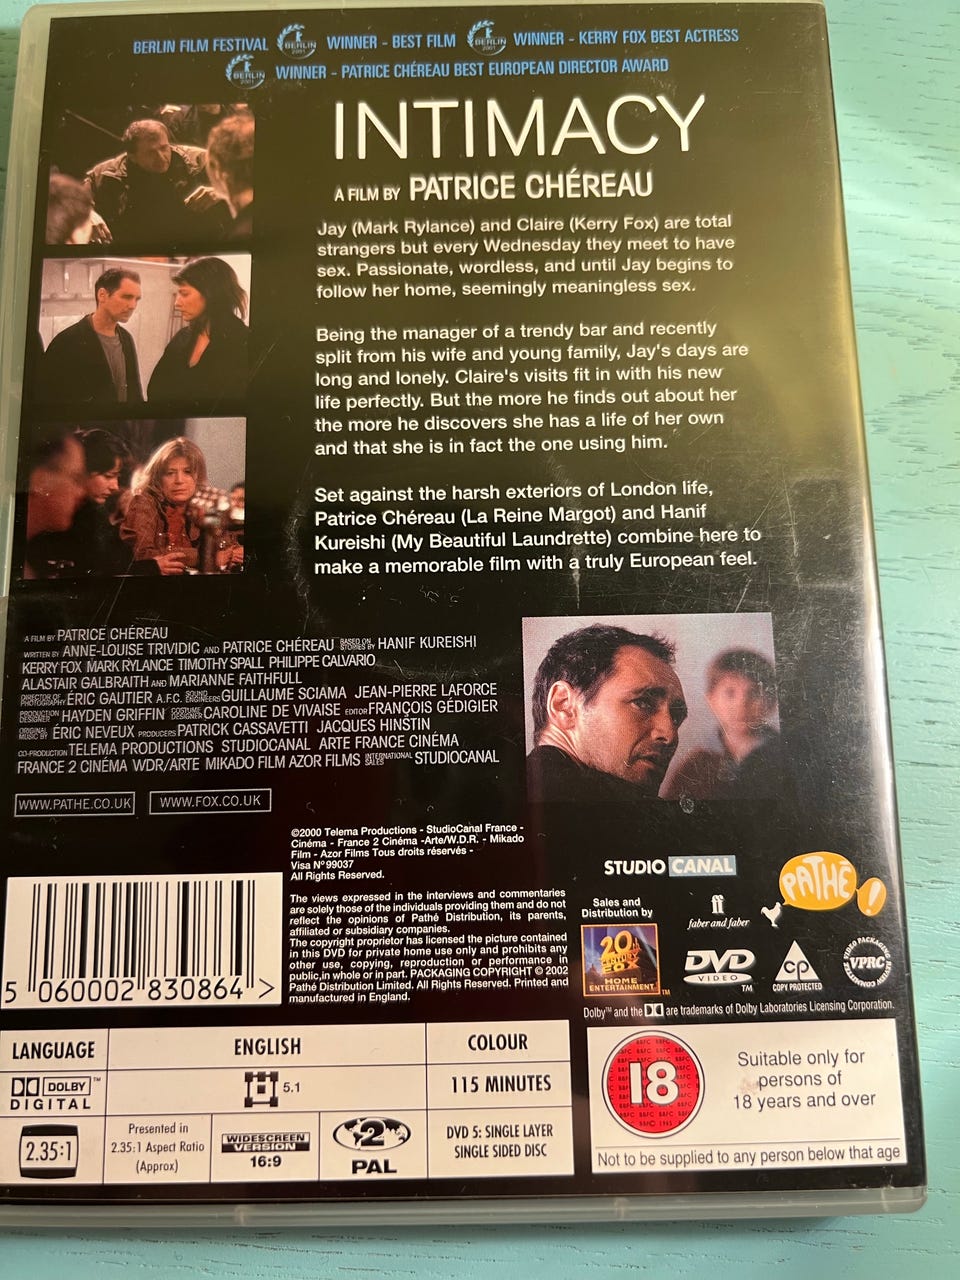 BERLIN FILM FESTIVAL BERLIN 2001 WINNER - BEST FILM BERLIN 2001 WINNER - KERRY FOX BEST ACTRESS
BERLIN 2001 WINNER - PATRICE CHÉREAU BEST EUROPEAN DIRECTOR AWARD
INTIMACY
A FILM BY PATRICE CHÉREAU
Jay (Mark Rylance) and Claire (Kerry Fox) are total
strangers but every Wednesday they meet to have
sex. Passionate, wordless, and until Jay begins to
follow her home, seemingly meaningless sex.
Being the manager of a trendy bar and recently
split from his wife and young family, Jay's days are
long and lonely. Claire's visits fit in with his new
life perfectly. But the more he finds out about her
the more he discovers she has a life of her own
and that she is in fact the one using him.
Set against the harsh exteriors of London life,
Patrice Chéreau (La Reine Margot) and Hanif
Kureishi (My Beautiful Laundrette) combine here to
make a memorable film with a truly European feel.
A FILM BY PATRICE CHÉREAU
WRITTEN BY ANNE-LOUISE TRIVIDIC AND PATRICE CHÉREAU BASED ON STORIES BY HANIF KUREISHI
KERRY FOX MARK RYLANCE TIMOTHY SPALL PHILIPPE CALVARIO
ALASTAIR GALBRAITH AND MARIANNE FAITHFULL
DIRECTOR OF PHOTOGRAPHY ÉRIC GAUTIER A.F.C. SOUND ENGINEERS GUILLAUME SCIAMA JEAN-PIERRE LAFORCE
PRODUCTION DESIGNER HAYDEN GRIFFIN COSTUME DESIGNER CAROLINE DE VIVAISE EDITOR FRANÇOIS GÉDIGIER
ORIGINAL MUSIC BY ÉRIC NEVEUX PRODUCERS PATRICK CASSAVETTI JACQUES HINSTIN
CO-PRODUCTION TELEMA PRODUCTIONS STUDIOCANAL ARTE FRANCE CINÉMA
FRANCE 2 CINÉMA WDR/ARTE MIKADO FILM AZOR FILMS INTERNATIONAL SALES STUDIOCANAL
WWW.PATHE.CO.UK WWW.FOX.CO.UK
©2000 Telema Productions - StudioCanal France -
Cinéma - France 2 Cinéma -Arte/W.D.R. - Mikado
Film - Azor Films Tous droits réservés -
Visa N°99037
All Rights Reserved.
The views expressed in the interviews and commentaries
are solely those of the individuals providing them and do not
reflect the opinions of Pathé Distribution, its parents,
affiliated or subsidiary companies.
The copyright proprietor has licensed the picture contained
in this DVD for private home use only and prohibits any
other use, copying, reproduction or performance in
public,in whole or in part. PACKAGING COPYRIGHT © 2002
Pathé Distribution Limited. All Rights Reserved. Printed and
manufactured in England.
5 060002 830864 >
STUDIO CANAL
PATHÉ!
Sales and
Distribution by
20th CENTURY FOX
HOME
ENTERTAINMENT™
ff
faber and faber
DVD
VIDEO
TM
CP
COPY PROTECTED
VPRC
Dolby™ and the DD are trademarks of Dolby Laboratories Licensing Corporation.
LANGUAGE ENGLISH COLOUR
DOLBY™
DIGITAL
5.1
115 MINUTES
2.35:1
Presented in
2.35:1 Aspect Ratio
(Approx)
WIDESCREEN
VERSION
16:9
2
PAL
DVD 5: SINGLE LAYER
SINGLE SIDED DISC
18
Suitable only for
persons of
18 years and over
Not to be supplied to any person below that age